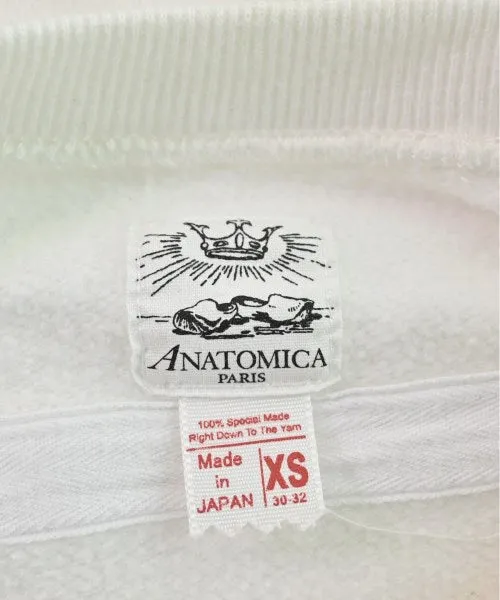 ANATOMICA
PARIS
100% Special Made
Right Down To The Yarn
Made
in
JAPAN
XS
30-32